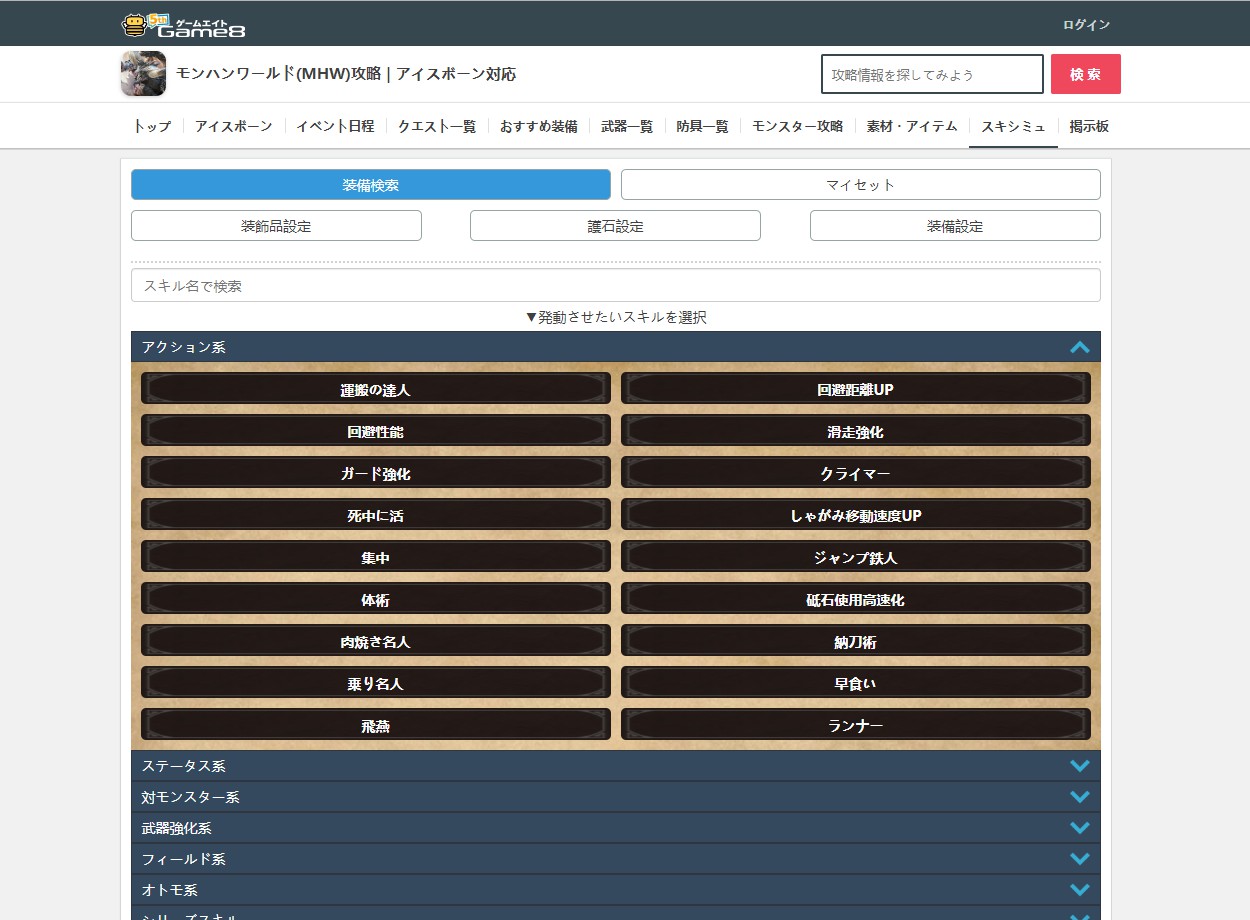 5th ゲームエイト
Game8
ログイン
モンハンワールド(MHW)攻略 | アイスボーン対応
攻略情報を探してみよう
検索
トップ アイスボーン イベント日程 クエスト一覧 おすすめ装備 武器一覧 防具一覧 モンスター攻略 素材・アイテム スキシミュ 掲示板
装備検索 マイセット
装飾品設定 護石設定 装備設定
スキル名で検索
▼発動させたいスキルを選択
アクション系
運搬の達人 回避距離UP
回避性能 滑走強化
ガード強化 クライマー
死中に活 しゃがみ移動速度UP
集中 ジャンプ鉄人
体術 砥石使用高速化
肉焼き名人 納刀術
乗り名人 早食い
飛燕 ランナー
ステータス系
対モンスター系
武器強化系
フィールド系
オトモ系
シリーズスキル